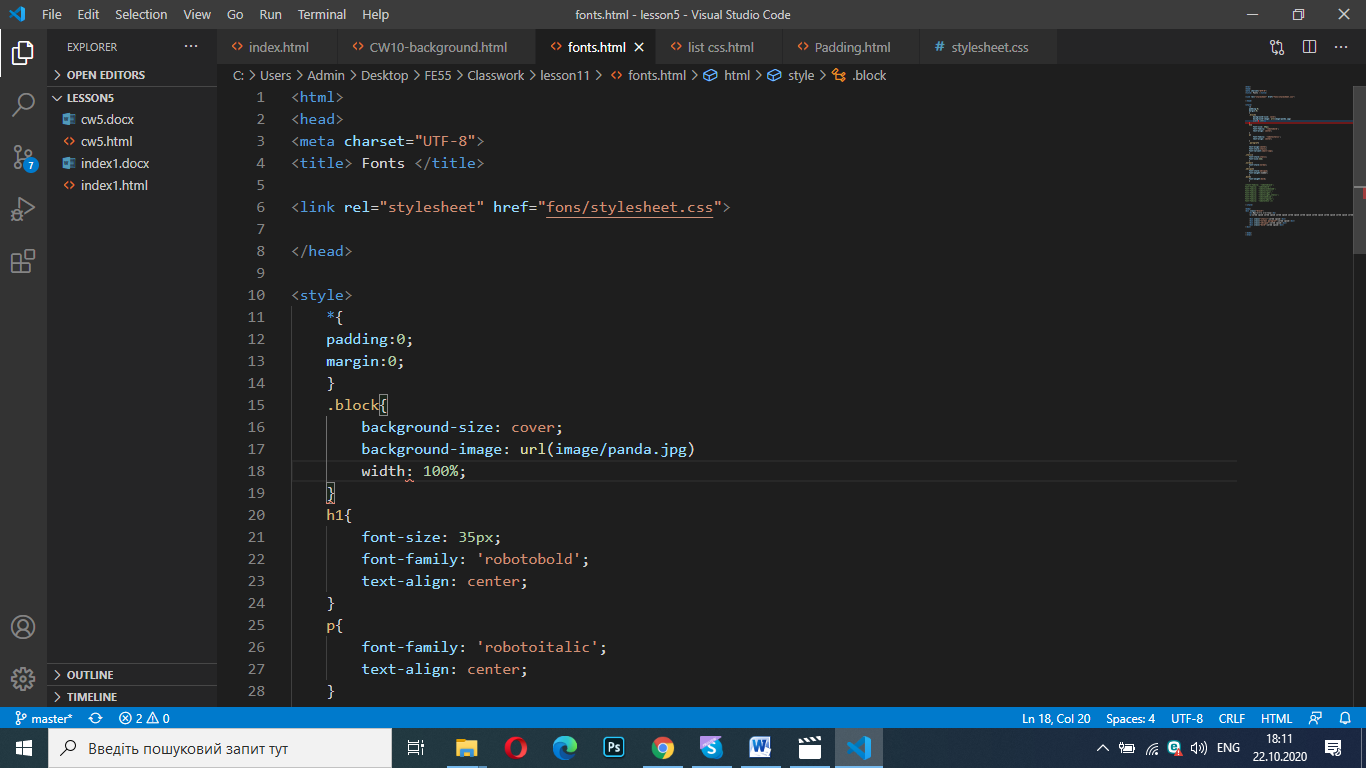 File Edit Selection View Go Run Terminal Help fonts.html - lesson5 - Visual Studio Code
EXPLORER
OPEN EDITORS
LESSON5
cw5.docx
cw5.html
index1.docx
index1.html
OUTLINE
TIMELINE
7
index.html CW10-background.html fonts.html list css.html Padding.html # stylesheet.css
C: > Users > Admin > Desktop > FE55 > Classwork > lesson11 > fonts.html > html > style > .block
1 <html>
2 <head>
3 <meta charset="UTF-8">
4 <title> Fonts </title>
5
6 <link rel="stylesheet" href="fons/stylesheet.css">
7
8 </head>
9
10 <style>
11 *{
12 padding:0;
13 margin:0;
14 }
15 .block{
16 background-size: cover;
17 background-image: url(image/panda.jpg)
18 width: 100%;
19 }
20 h1{
21 font-size: 35px;
22 font-family: 'robotobold';
23 text-align: center;
24 }
25 p{
26 font-family: 'robotoitalic';
27 text-align: center;
28 }
master* 2 0 Ln 18, Col 20 Spaces: 4 UTF-8 CRLF HTML
Введіть пошуковий запит тут Ps ENG 18:11
22.10.2020